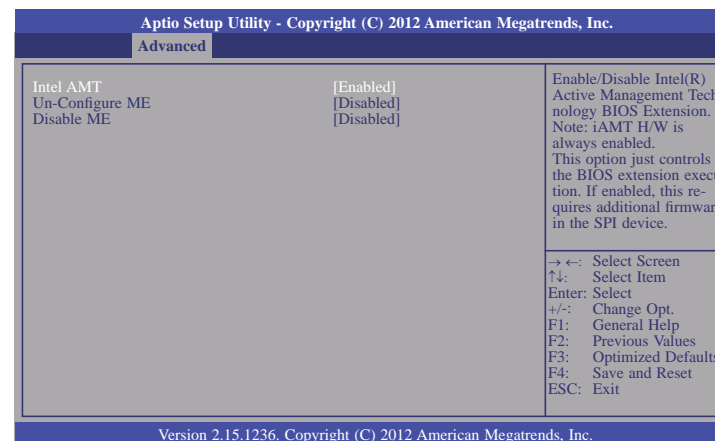 Aptio Setup Utility - Copyright (C) 2012 American Megatrends, Inc.
Advanced
Intel AMT [Enabled]
Un-Configure ME [Disabled]
Disable ME [Disabled]
Enable/Disable Intel(R)
Active Management Tech
nology BIOS Extension.
Note: iAMT H/W is
always enabled.
This option just controls
the BIOS extension exec
tion. If enabled, this re-
quires additional firmwar
in the SPI device.
→ ←: Select Screen
↑↓: Select Item
Enter: Select
+/-: Change Opt.
F1: General Help
F2: Previous Values
F3: Optimized Defaults
F4: Save and Reset
ESC: Exit
Version 2.15.1236. Copyright (C) 2012 American Megatrends, Inc.